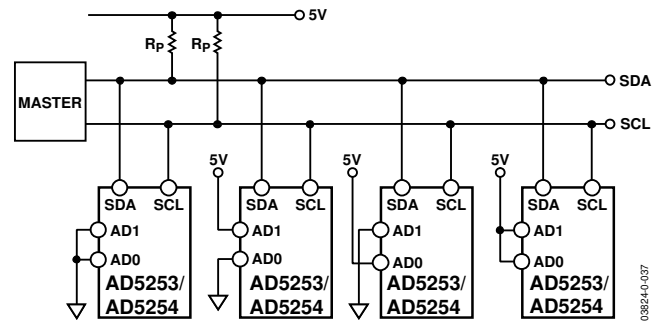 5V
RP RP
SDA
MASTER
SCL
5V 5V 5V
SDA SCL SDA SCL SDA SCL SDA SCL
AD1 AD1 AD1 AD1
AD0 AD0 AD0 AD0
AD5253/ AD5253/ AD5253/ AD5253/
AD5254 AD5254 AD5254 AD5254
03824-0-037